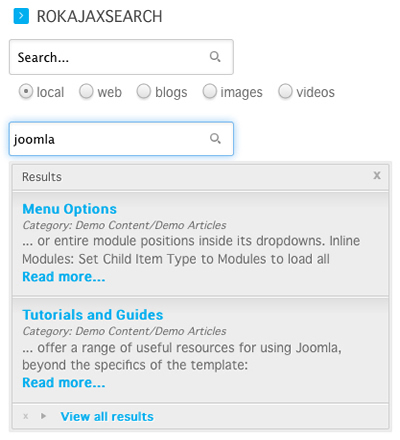 ROKAJAXSEARCH
Search...
local web blogs images videos
joomla
Results x
Menu Options
Category: Demo Content/Demo Articles
... or entire module positions inside its dropdowns. Inline
Modules: Set Child Item Type to Modules to load all
Read more...
Tutorials and Guides
Category: Demo Content/Demo Articles
... offer a range of useful resources for using Joomla,
beyond the specifics of the template:
Read more...
View all results